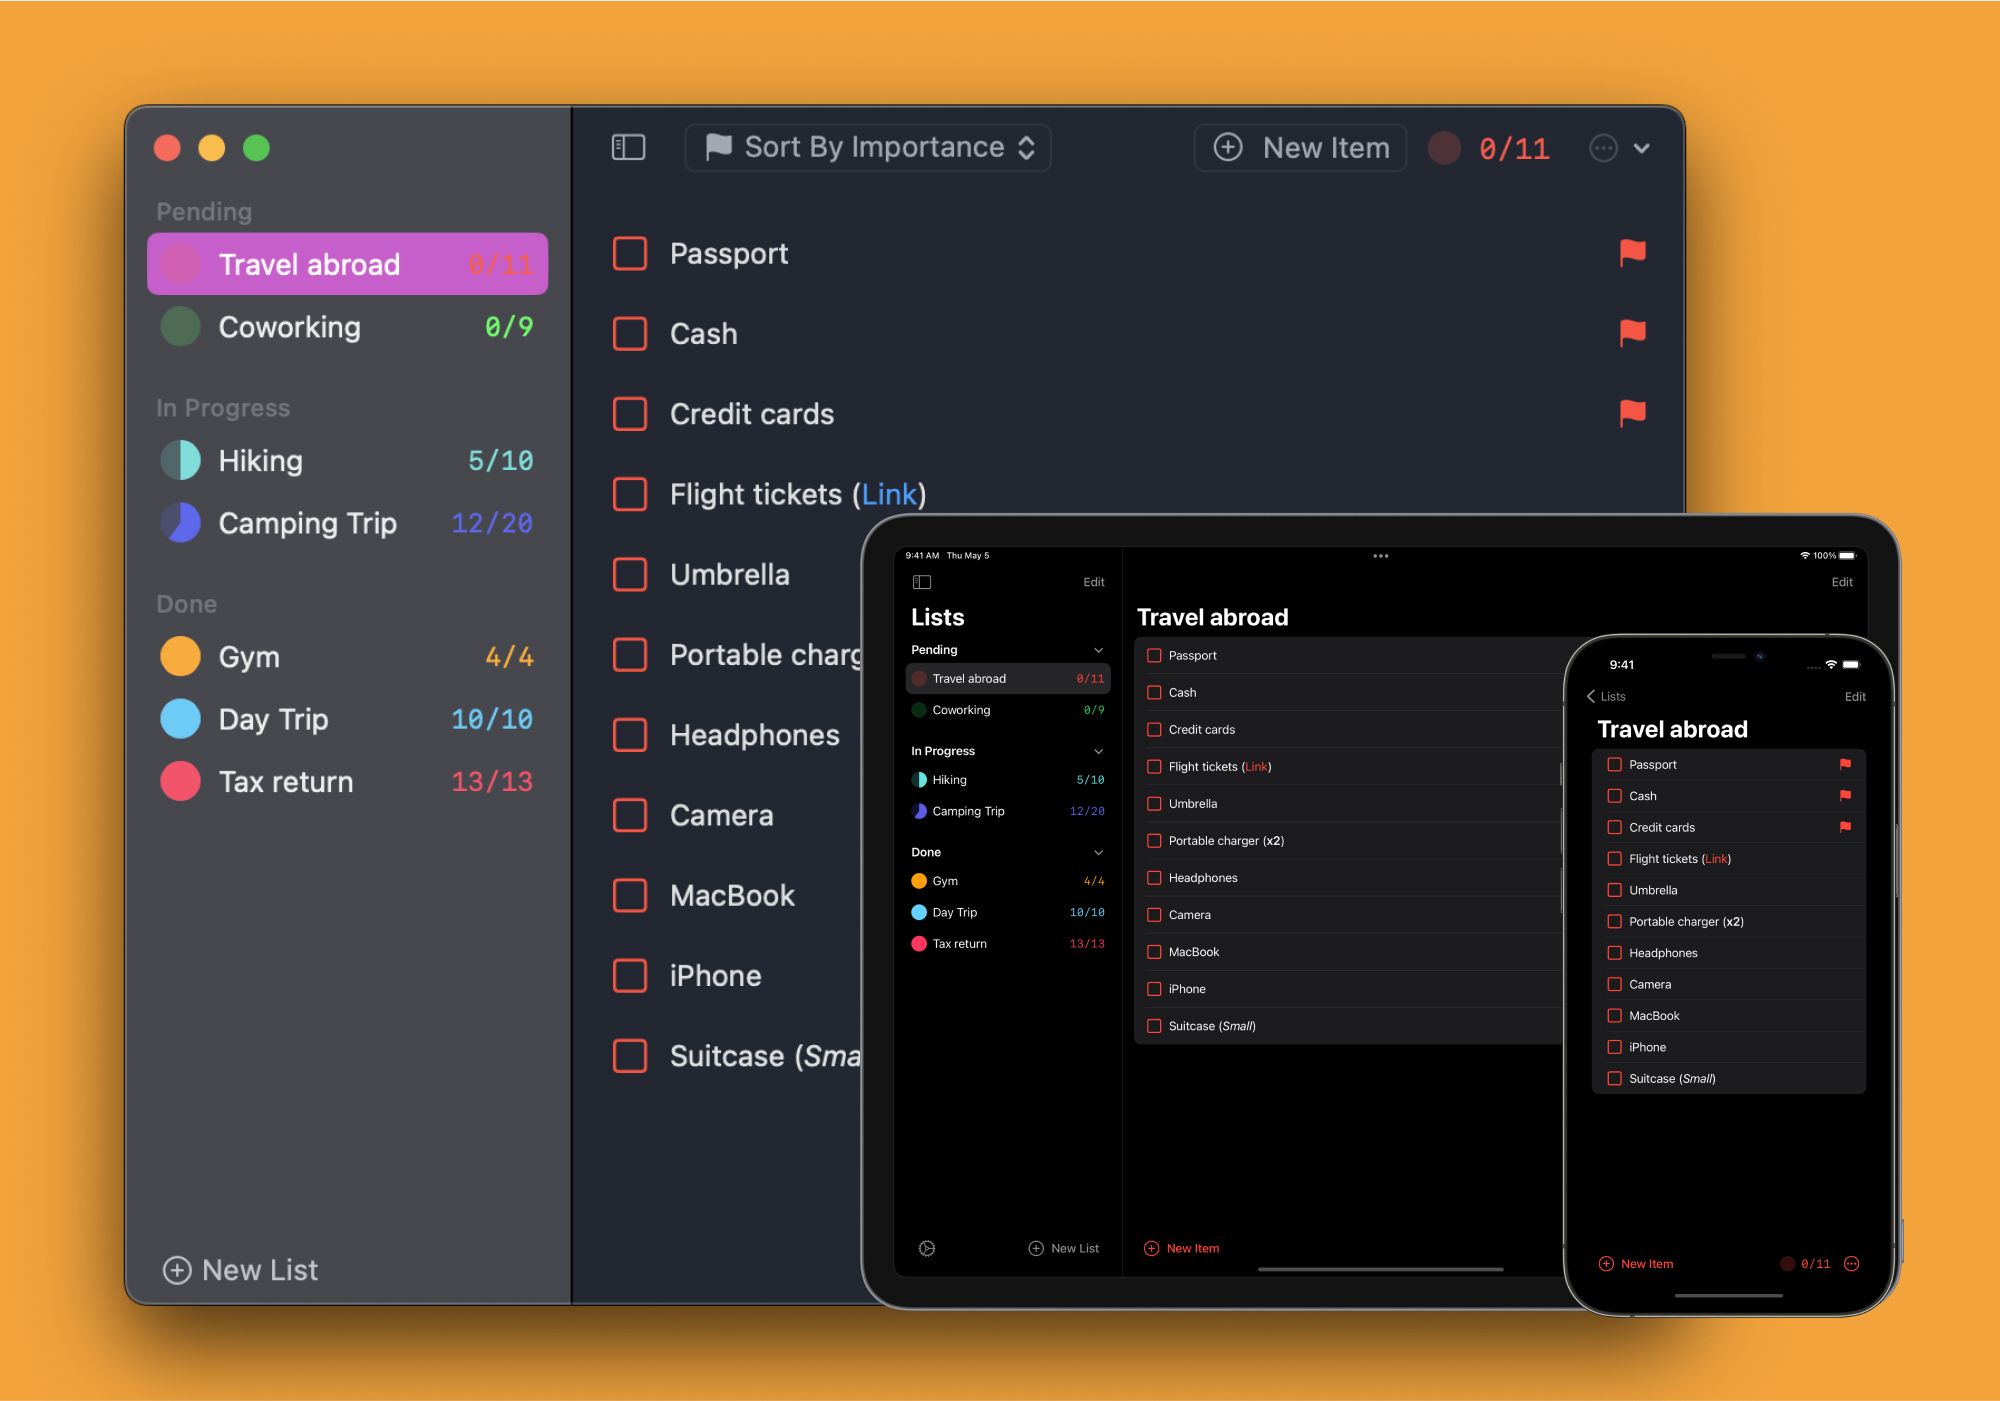 Sort By Importance
New Item
0/11
Pending
Travel abroad 0/11
Coworking 0/9
In Progress
Hiking 5/10
Camping Trip 12/20
Done
Gym 4/4
Day Trip 10/10
Tax return 13/13
New List
Passport
Cash
Credit cards
Flight tickets (Link)
Umbrella
Portable charg
Headphones
Camera
MacBook
iPhone
Suitcase (Sma
9:41 AM Thu May 5
100%
Edit
Edit
Lists
Pending
Travel abroad 0/11
Coworking 0/9
In Progress
Hiking 5/10
Camping Trip 12/20
Done
Gym 4/4
Day Trip 10/10
Tax return 13/13
New List
Travel abroad
Passport
Cash
Credit cards
Flight tickets (Link)
Umbrella
Portable charger (x2)
Headphones
Camera
MacBook
iPhone
Suitcase (Small)
New Item
9:41
Lists
Edit
Travel abroad
Passport
Cash
Credit cards
Flight tickets (Link)
Umbrella
Portable charger (x2)
Headphones
Camera
MacBook
iPhone
Suitcase (Small)
New Item
0/11